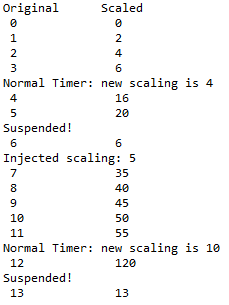 Original Scaled
0 0
1 2
2 4
3 6
Normal Timer: new scaling is 4
4 16
5 20
Suspended!
6 6
Injected scaling: 5
7 35
8 40
9 45
10 50
11 55
Normal Timer: new scaling is 10
12 120
Suspended!
13 13